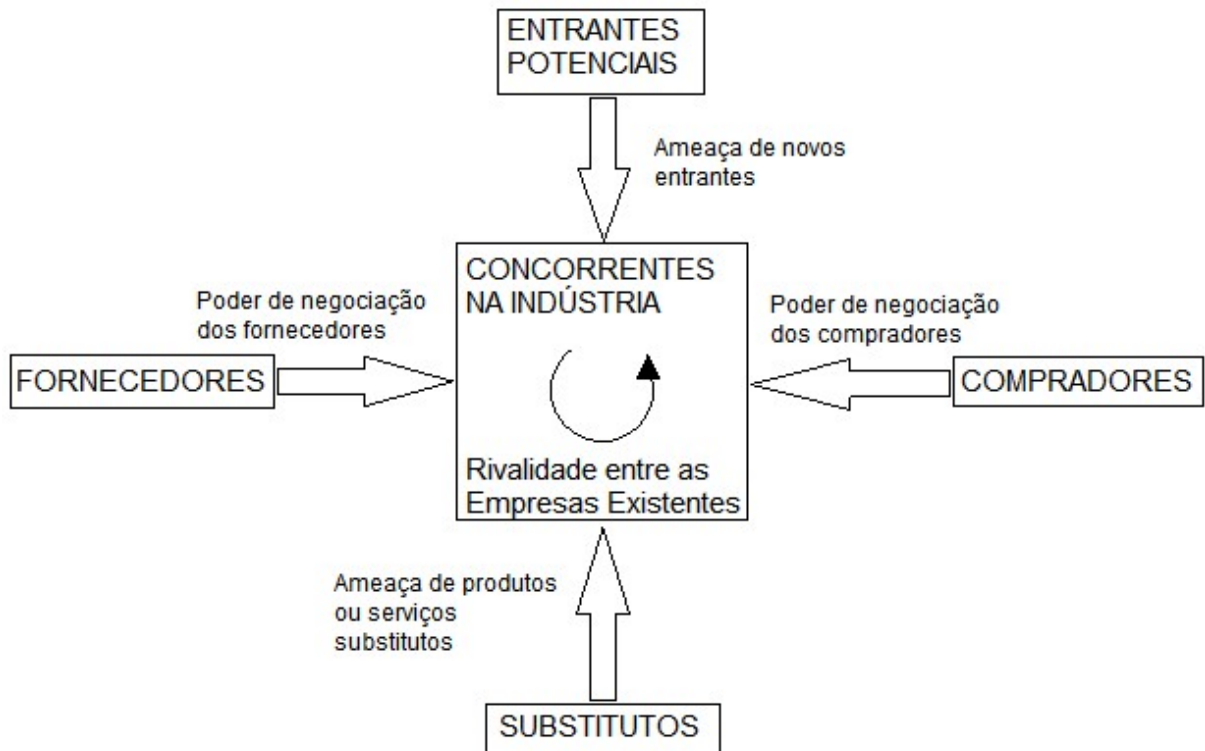 ENTRANTES
POTENCIAIS
Ameaça de novos
entrantes
CONCORRENTES
NA INDÚSTRIA
Poder de negociação
dos fornecedores
Poder de negociação
dos compradores
FORNECEDORES
COMPRADORES
Rivalidade entre as
Empresas Existentes
Ameaça de produtos
ou serviços
substitutos
SUBSTITUTOS